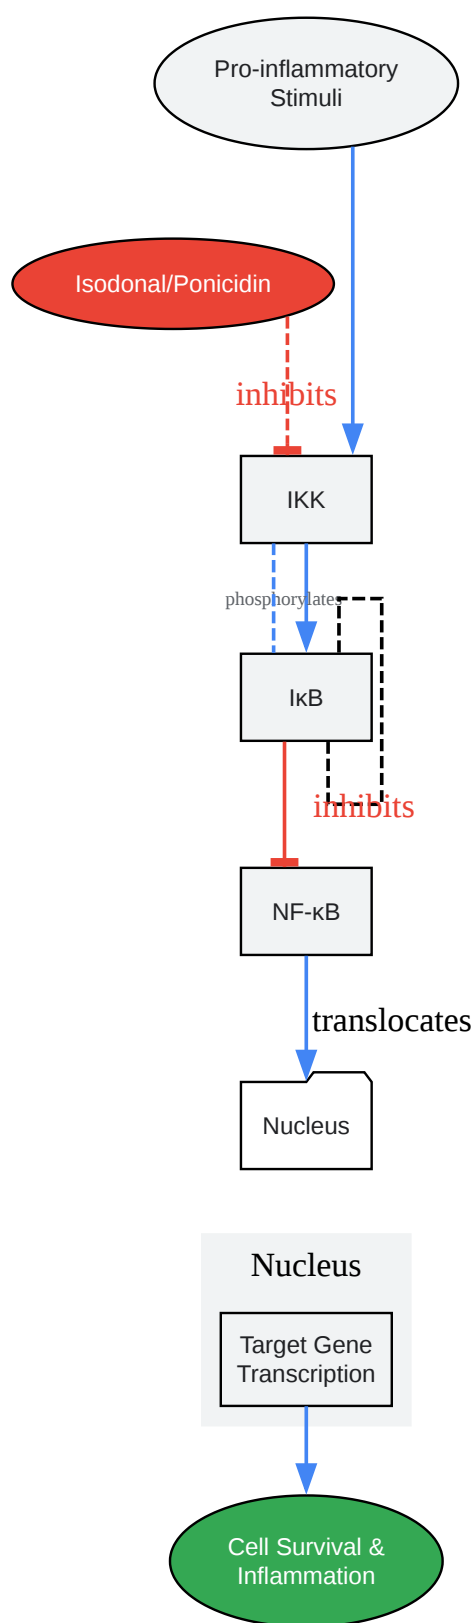 Pro-inflammatory
Stimuli
Isodonal/Ponicidin
inhibits
IKK
phosphorylates
IκB
inhibits
NF-κB
translocates
Nucleus
Nucleus
Target Gene
Transcription
Cell Survival &
Inflammation